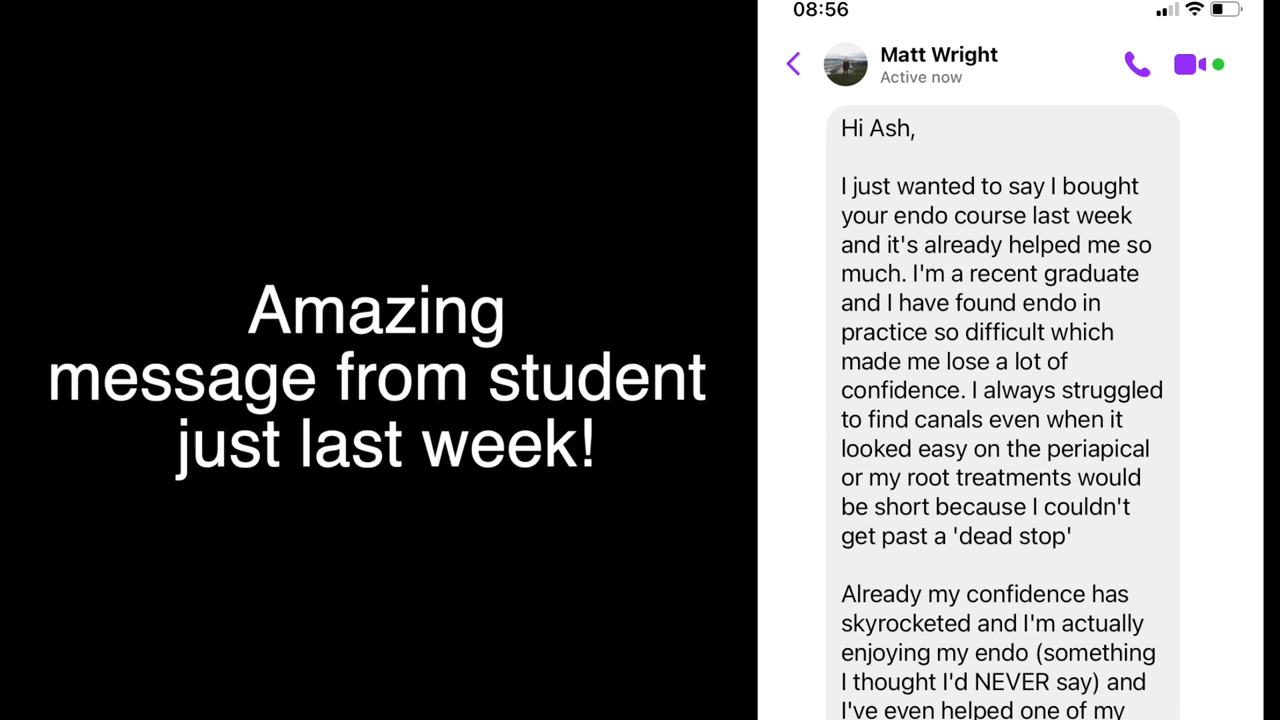 Amazing
message from student
just last week!
08:56
Matt Wright
Active now
Hi Ash,
I just wanted to say I bought
your endo course last week
and it's already helped me so
much. I'm a recent graduate
and I have found endo in
practice so difficult which
made me lose a lot of
confidence. I always struggled
to find canals even when it
looked easy on the periapical
or my root treatments would
be short because I couldn't
get past a 'dead stop'
Already my confidence has
skyrocketed and I'm actually
enjoying my endo (something
I thought I'd NEVER say) and
I've even helped one of my